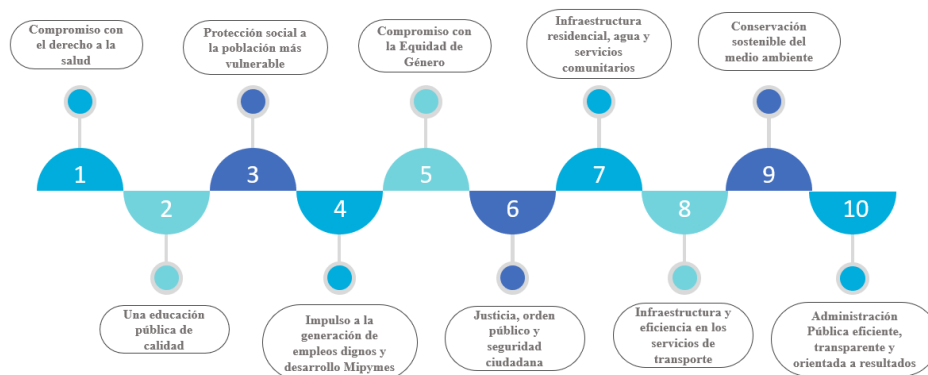 Compromiso con
el derecho a la
salud
Protección social a
la población más
vulnerable
Compromiso con
la Equidad de
Género
Infraestructura
residencial, agua y
servicios
comunitarios
Conservación
sostenible del
medio ambiente
1
2
3
4
5
6
7
8
9
10
Una educación
pública de
calidad
Impulso a la
generación de
empleos dignos y
desarrollo Mipymes
Justicia, orden
público y
seguridad
ciudadana
Infraestructura y
eficiencia en los
servicios de
transporte
Administración
Pública eficiente,
transparente y
orientada a resultados